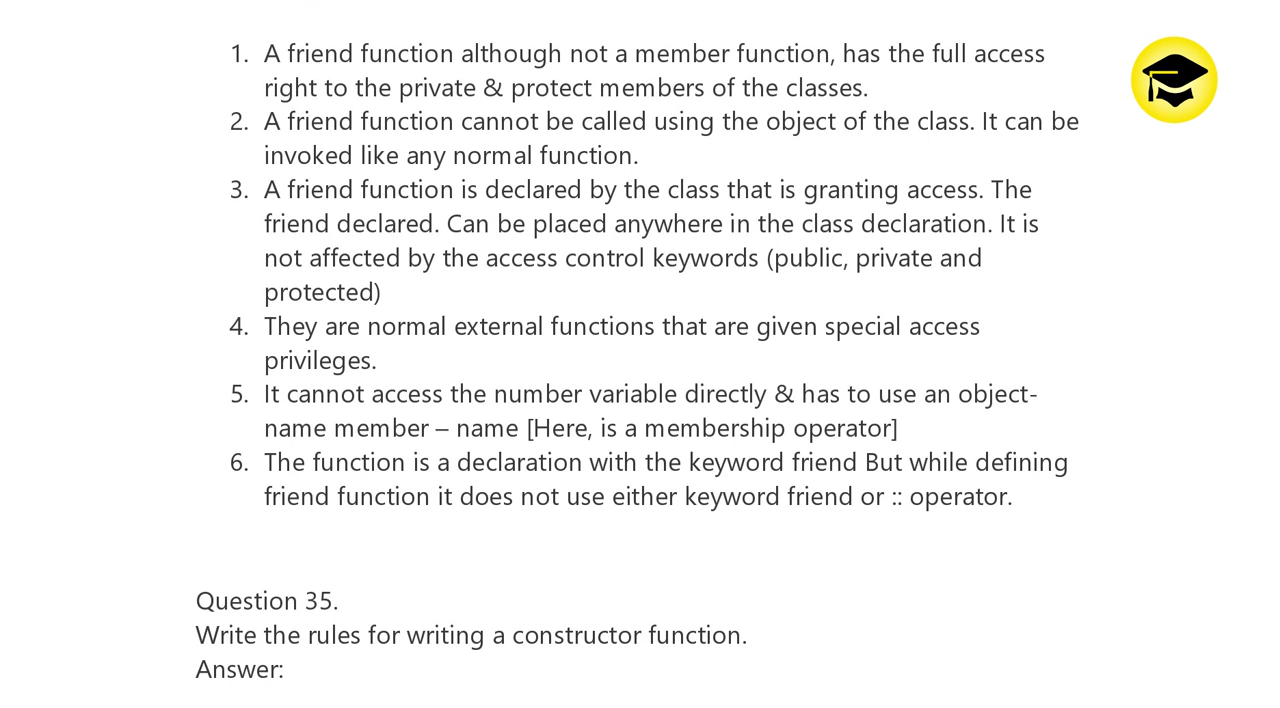 1. A friend function although not a member function, has the full access
right to the private & protect members of the classes.
2. A friend function cannot be called using the object of the class. It can be
invoked like any normal function.
3. A friend function is declared by the class that is granting access. The
friend declared. Can be placed anywhere in the class declaration. It is
not affected by the access control keywords (public, private and
protected)
4. They are normal external functions that are given special access
privileges.
5. It cannot access the number variable directly & has to use an object-
name member – name [Here, is a membership operator]
6. The function is a declaration with the keyword friend But while defining
friend function it does not use either keyword friend or :: operator.
Question 35.
Write the rules for writing a constructor function.
Answer: